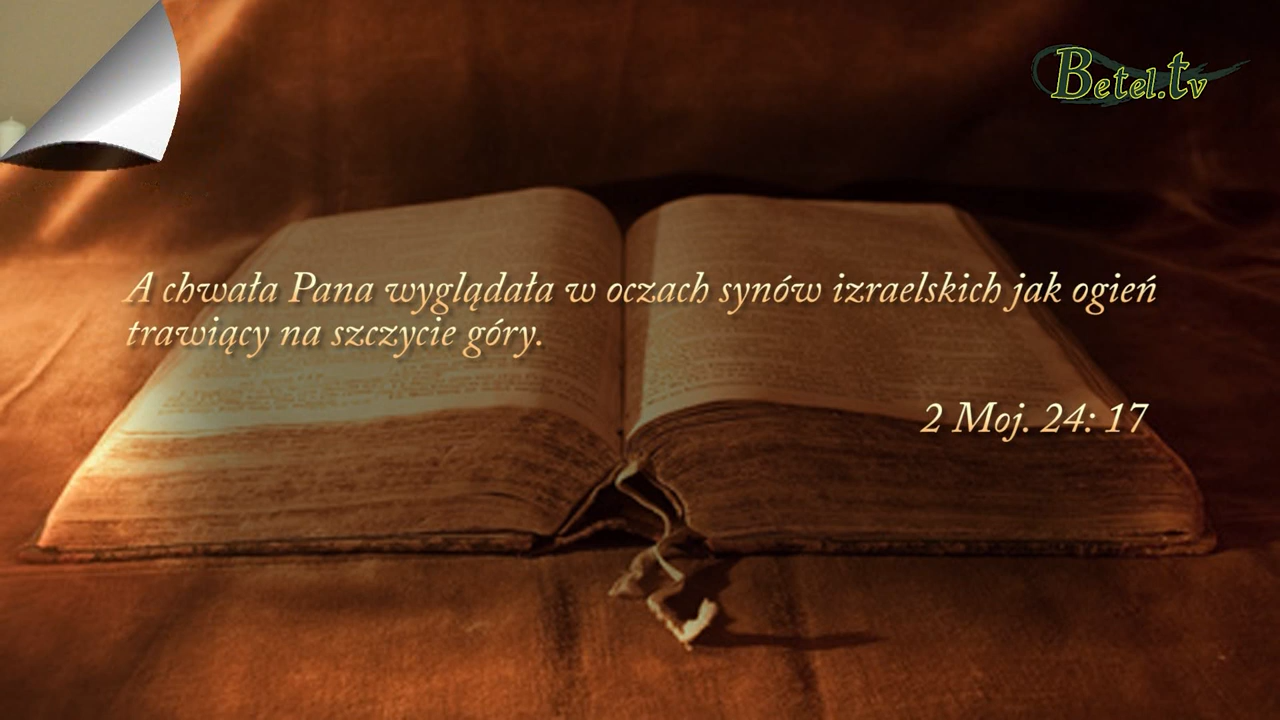 Betel.tv
A chwała Pana wyglądała w oczach synów izraelskich jak ogień
trawiący na szczycie góry.
2 Moj. 24: 17